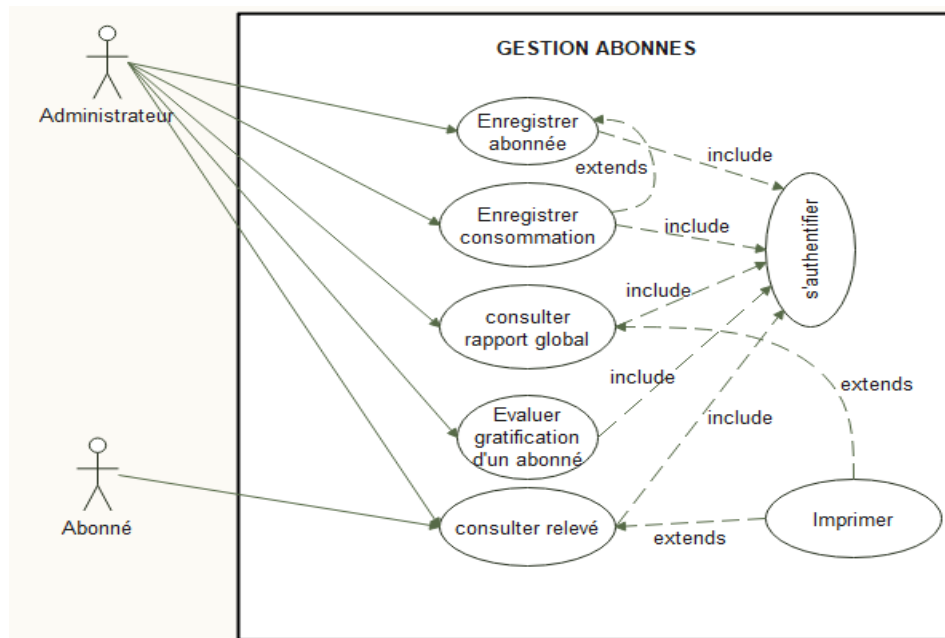 GESTION ABONNES
Administrateur
Enregistrer
abonnée
include
extends
Enregistrer
consommation
include
s'authentifier
include
consulter
rapport global
include
extends
Evaluer
gratification
d'un abonné
include
Abonné
consulter relevé
extends
Imprimer